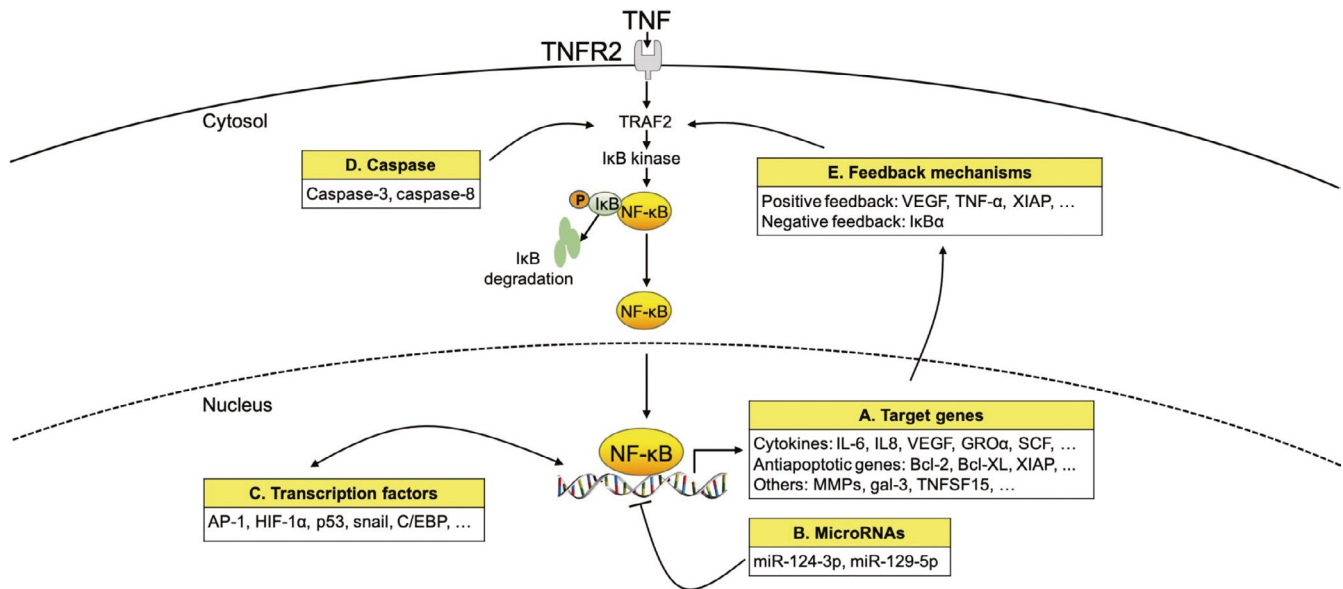 TNF
TNFR2
Cytosol
TRAF2
IκB kinase
D. Caspase
Caspase-3, caspase-8
E. Feedback mechanisms
Positive feedback: VEGF, TNF-α, XIAP, …
Negative feedback: IκBα
P
IκB
NF-κB
IκB
degradation
NF-κB
Nucleus
NF-κB
A. Target genes
Cytokines: IL-6, IL8, VEGF, GROα, SCF, …
Antiapoptotic genes: Bcl-2, Bcl-XL, XIAP, ...
Others: MMPs, gal-3, TNFSF15, …
C. Transcription factors
AP-1, HIF-1α, p53, snail, C/EBP, …
B. MicroRNAs
miR-124-3p, miR-129-5p